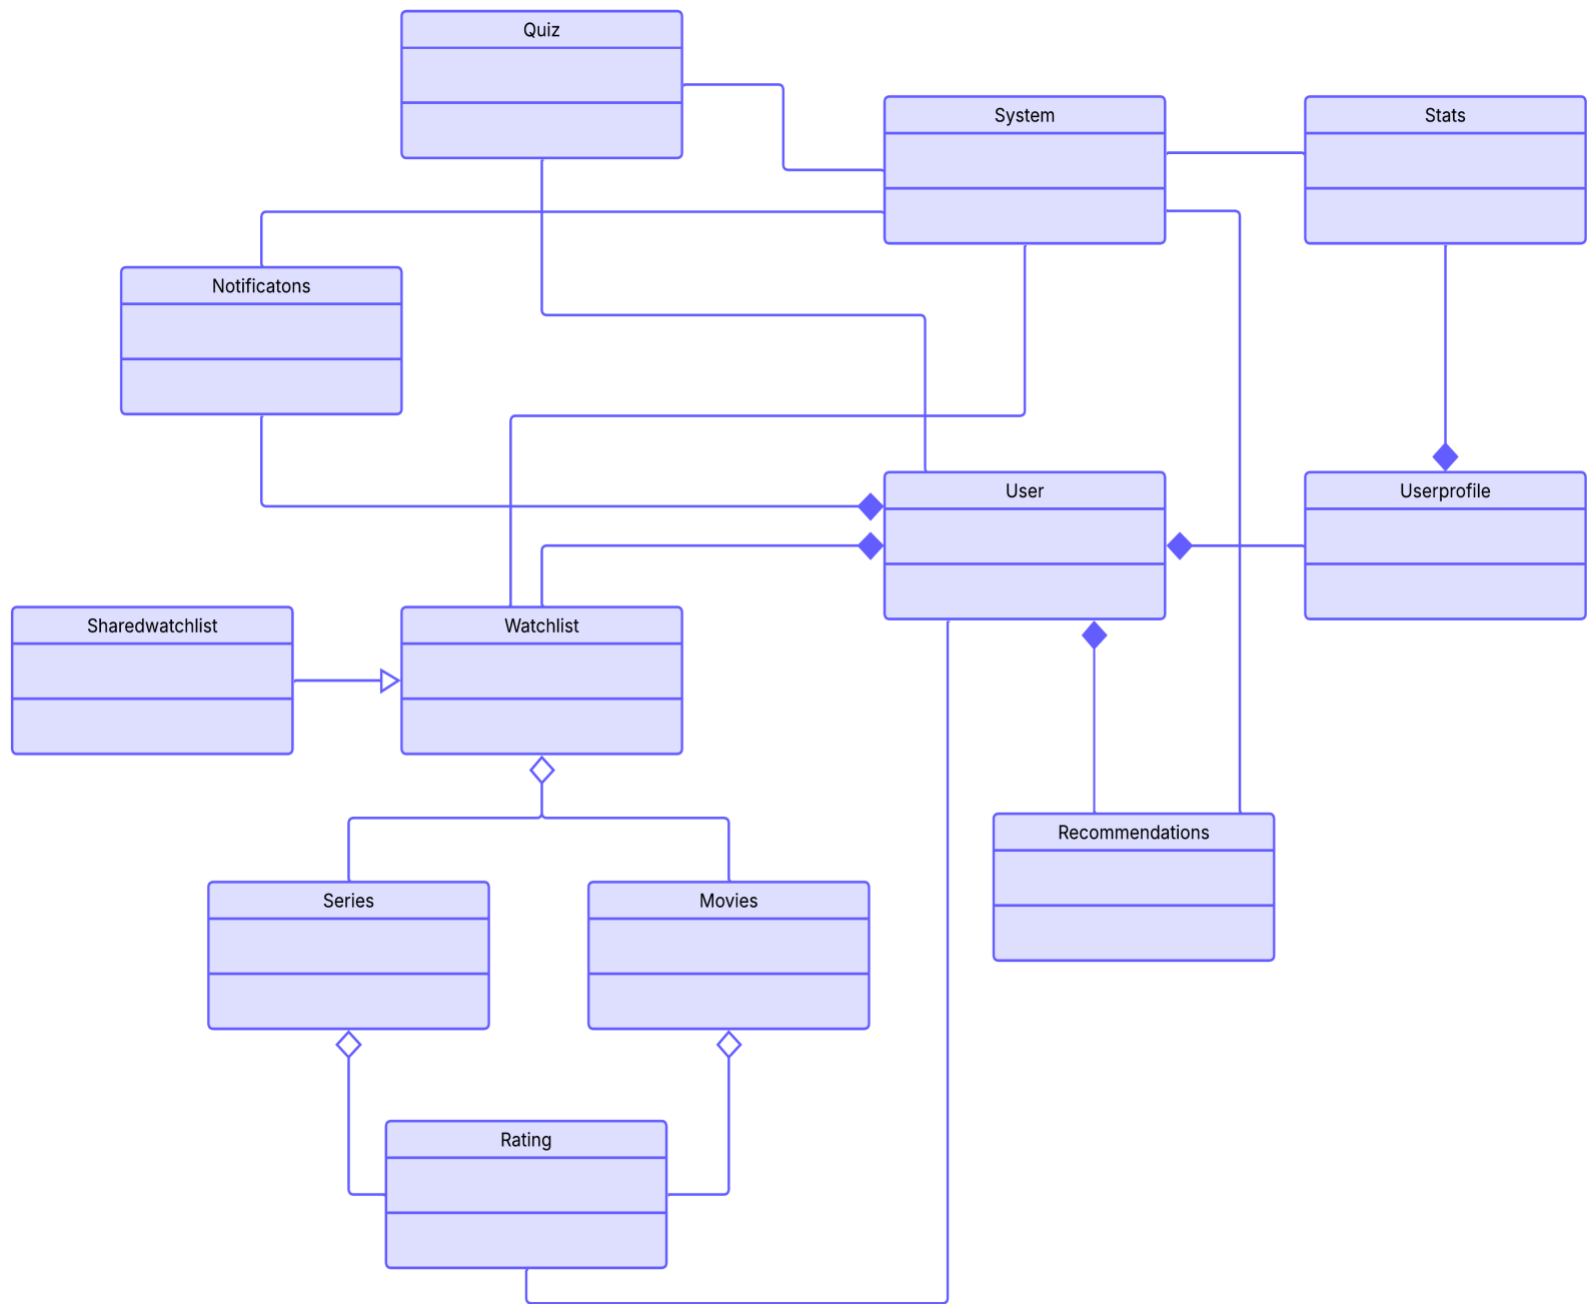 Quiz
System
Stats
Notificatons
User
Userprofile
Sharedwatchlist
Watchlist
Recommendations
Series
Movies
Rating